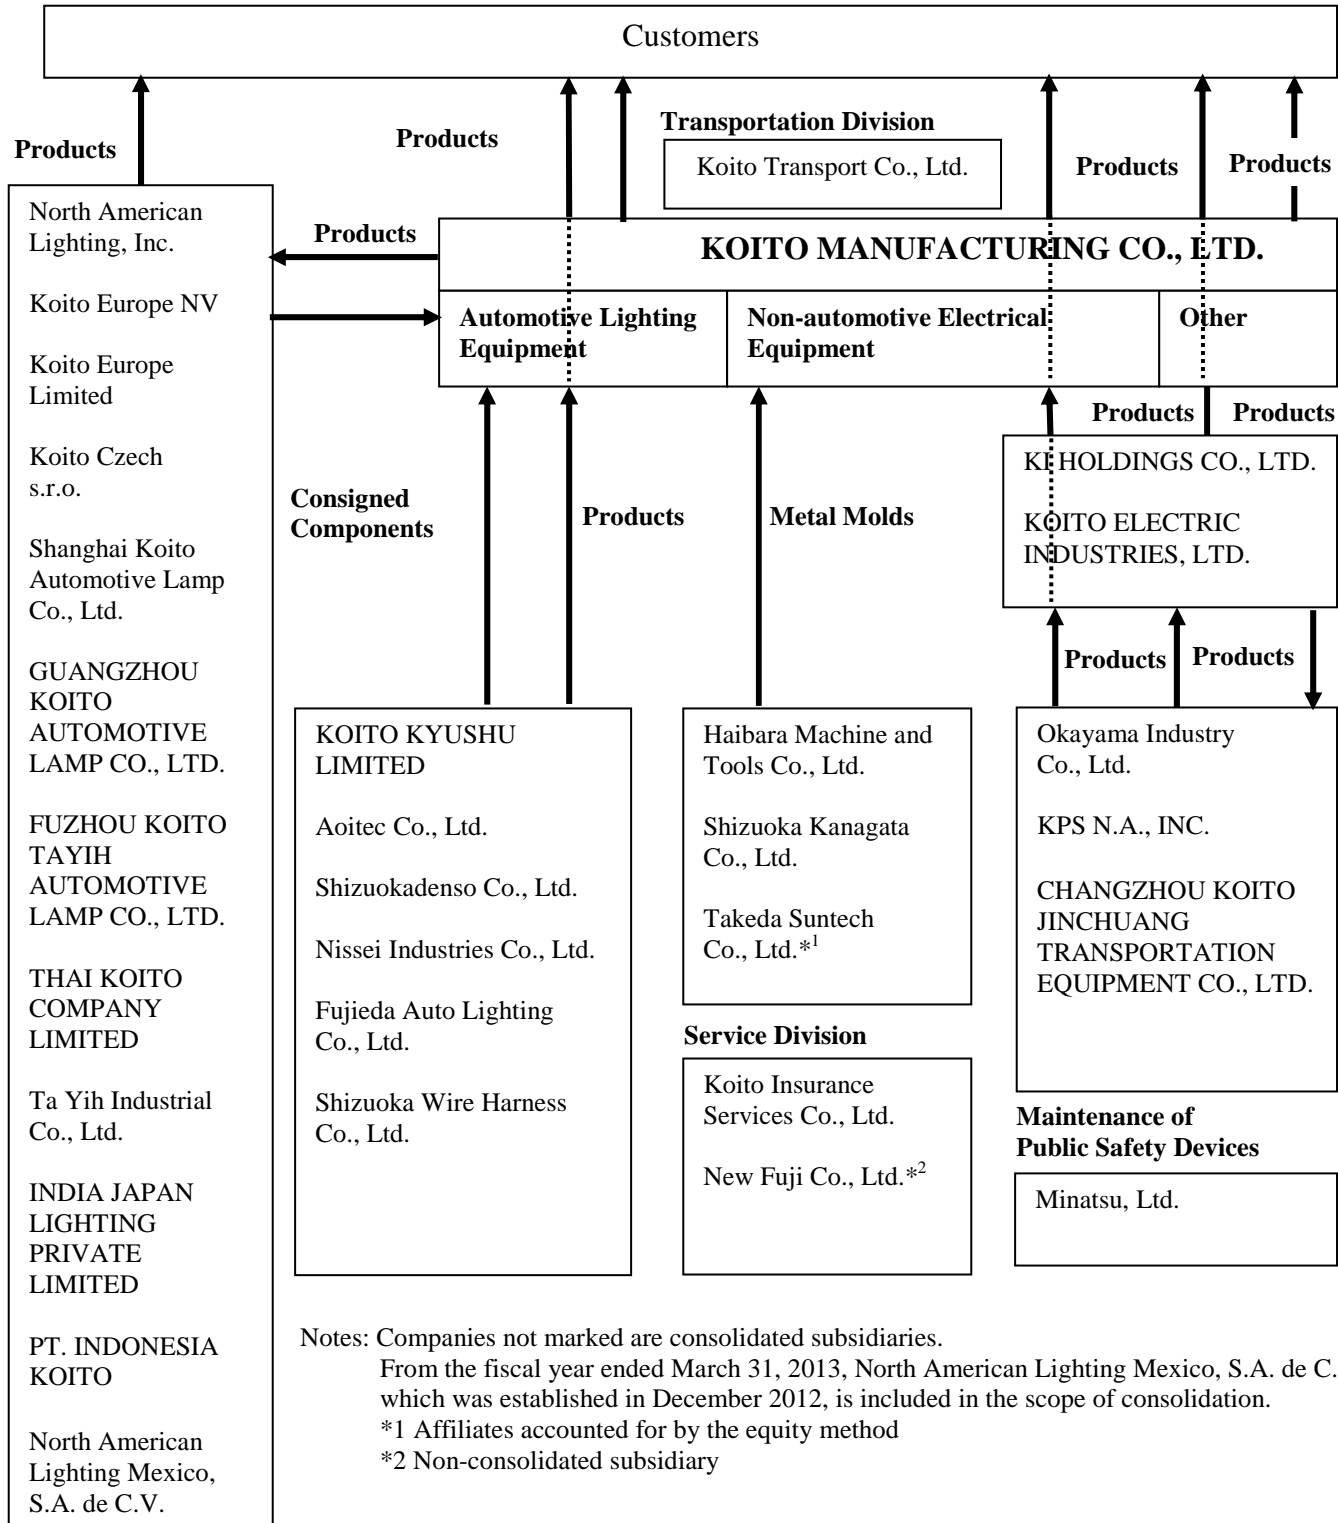 Customers
Products
Products
Transportation Division
Koito Transport Co., Ltd.
Products
Products
North American
Lighting, Inc.
Koito Europe NV
Koito Europe
Limited
Koito Czech
s.r.o.
Shanghai Koito
Automotive Lamp
Co., Ltd.
GUANGZHOU
KOITO
AUTOMOTIVE
LAMP CO., LTD.
FUZHOU KOITO
TAYIH
AUTOMOTIVE
LAMP CO., LTD.
THAI KOITO
COMPANY
LIMITED
Ta Yih Industrial
Co., Ltd.
INDIA JAPAN
LIGHTING
PRIVATE
LIMITED
PT. INDONESIA
KOITO
North American
Lighting Mexico,
S.A. de C.V.
Products
KOITO MANUFACTURING CO., LTD.
Automotive Lighting
Equipment
Non-automotive Electrical
Equipment
Other
Consigned
Components
Products
Metal Molds
Products
Products
KI HOLDINGS CO., LTD.
KOITO ELECTRIC
INDUSTRIES, LTD.
Products
Products
KOITO KYUSHU
LIMITED
Aoitec Co., Ltd.
Shizuokadenso Co., Ltd.
Nissei Industries Co., Ltd.
Fujieda Auto Lighting
Co., Ltd.
Shizuoka Wire Harness
Co., Ltd.
Haibara Machine and
Tools Co., Ltd.
Shizuoka Kanagata
Co., Ltd.
Takeda Suntech
Co., Ltd.*1
Service Division
Koito Insurance
Services Co., Ltd.
New Fuji Co., Ltd.*2
Okayama Industry
Co., Ltd.
KPS N.A., INC.
CHANGZHOU KOITO
JINCHUANG
TRANSPORTATION
EQUIPMENT CO., LTD.
Maintenance of
Public Safety Devices
Minatsu, Ltd.
Notes: Companies not marked are consolidated subsidiaries.
From the fiscal year ended March 31, 2013, North American Lighting Mexico, S.A. de C.
which was established in December 2012, is included in the scope of consolidation.
*1 Affiliates accounted for by the equity method
*2 Non-consolidated subsidiary